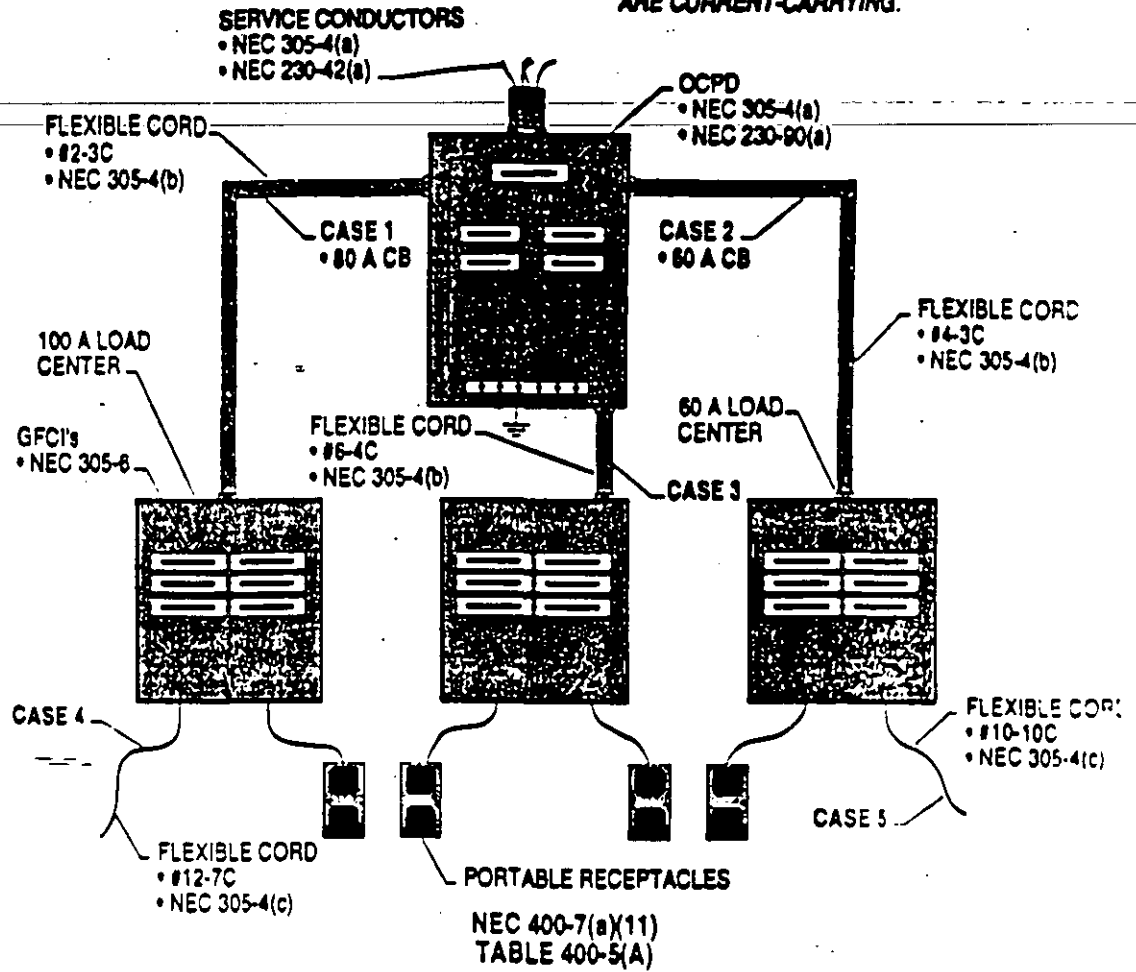 ARE CURRENT-CARRYING.
SERVICE CONDUCTORS
• NEC 305-4(a)
• NEC 230-42(a)
OCPD
• NEC 305-4(a)
• NEC 230-90(a)
FLEXIBLE CORD
• #2-3C
• NEC 305-4(b)
CASE 1
• 80 A CB
CASE 2
• 60 A CB
FLEXIBLE CORD
• #4-3C
• NEC 305-4(b)
100 A LOAD
CENTER
GFCI's
• NEC 305-6
FLEXIBLE CORD
• #6-4C
• NEC 305-4(b)
CASE 3
60 A LOAD
CENTER
CASE 4
FLEXIBLE CORD
• #12-7C
• NEC 305-4(c)
PORTABLE RECEPTACLES
FLEXIBLE CORD
• #10-10C
• NEC 305-4(c)
CASE 5
NEC 400-7(a)(11)
TABLE 400-5(A)